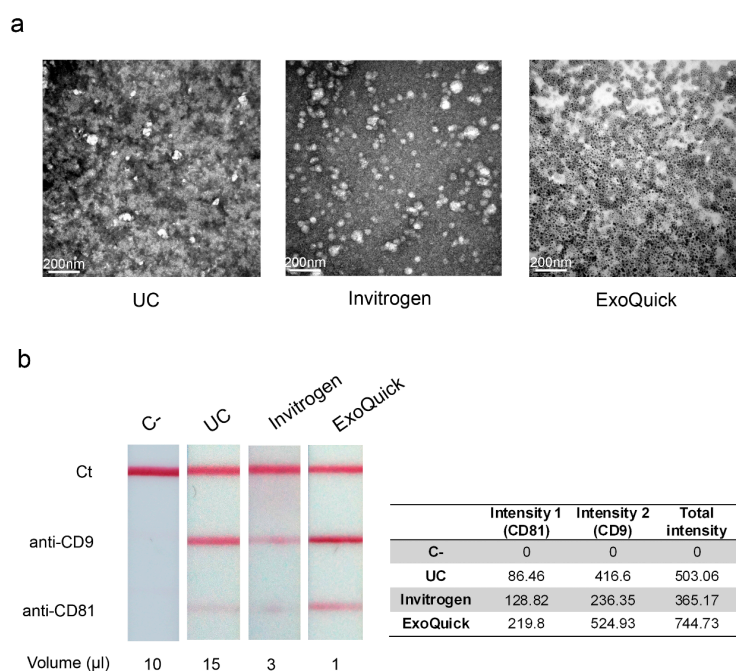 a
200nm
200nm
200nm
UC
Invitrogen
ExoQuick
b
C-
UC
Invitrogen
ExoQuick
Ct
anti-CD9
anti-CD81
Volume (µl)
10
15
3
1
Intensity 1 (CD81) Intensity 2 (CD9) Total intensity
C- 0 0 0
UC 86.46 416.6 503.06
Invitrogen 128.82 236.35 365.17
ExoQuick 219.8 524.93 744.73